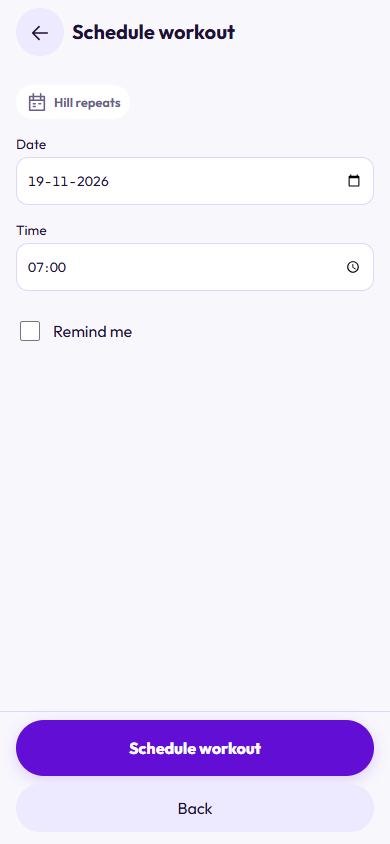 Schedule workout
Hill repeats
Date
19-11-2026
Time
07:00
Remind me
Schedule workout
Back